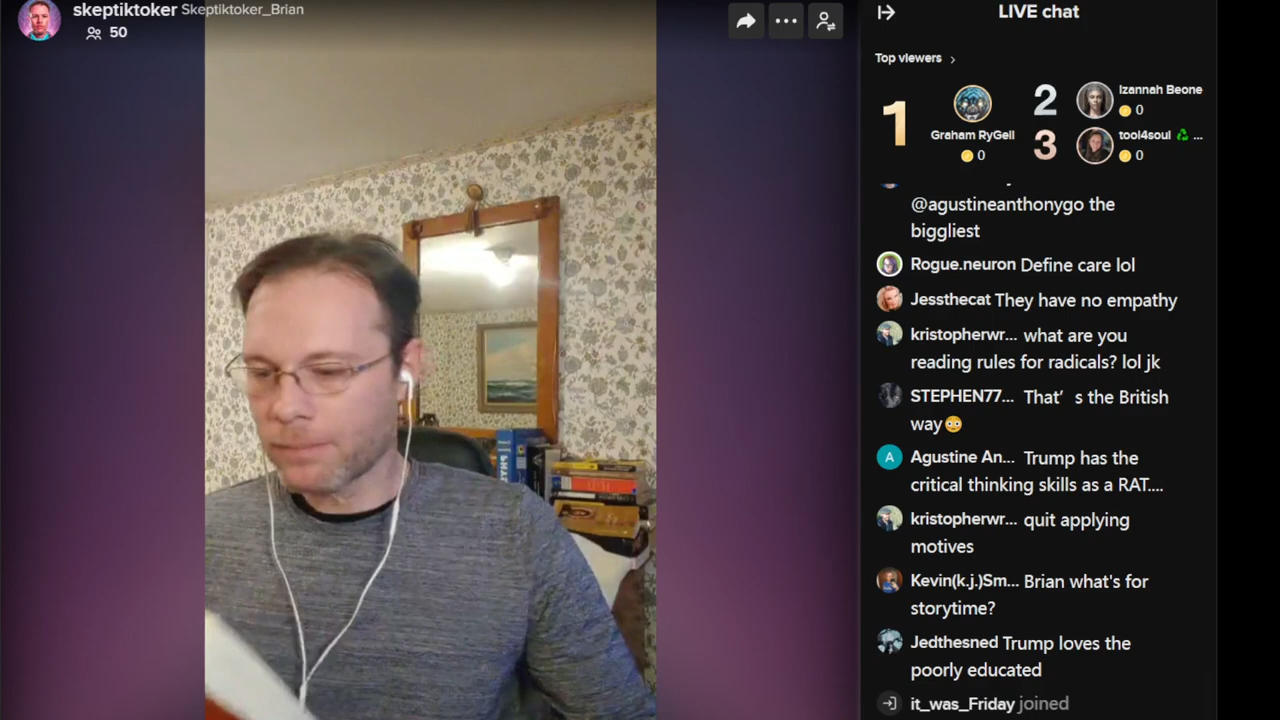 skeptiktoker Skeptiktoker_Brian
50
LIVE chat
Top viewers
1
Graham RyGell
0
2
Izannah Beone
0
3
tool4soul ♻ ...
0
@agustineanthonygo the
biggliest
Rogue.neuron Define care lol
Jessthecat They have no empathy
kristopherwr... what are you
reading rules for radicals? lol jk
STEPHEN77... That’s the British
way😳
Agustine An... Trump has the
critical thinking skills as a RAT....
kristopherwr... quit applying
motives
Kevin(k.j.)Sm... Brian what's for
storytime?
Jedthesned Trump loves the
poorly educated
it_was_Friday joined
A